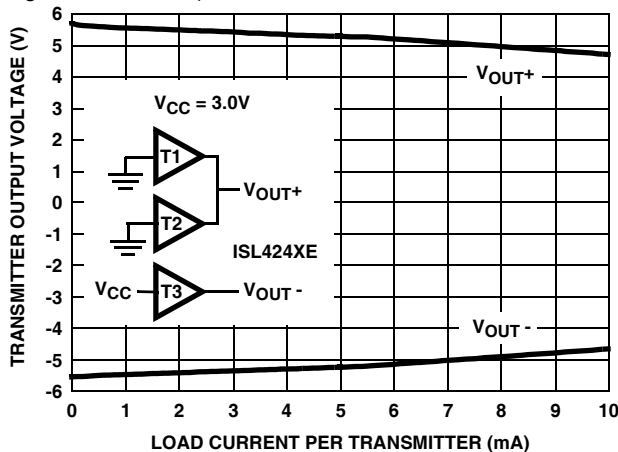 TRANSMITTER OUTPUT VOLTAGE (V)
6
5
4
3
2
1
0
-1
-2
-3
-4
-5
-6
VOUT+
VCC = 3.0V
T1
VOUT+
T2
ISL424XE
VCC
T3
VOUT -
VOUT -
0 1 2 3 4 5 6 7 8 9 10
LOAD CURRENT PER TRANSMITTER (mA)